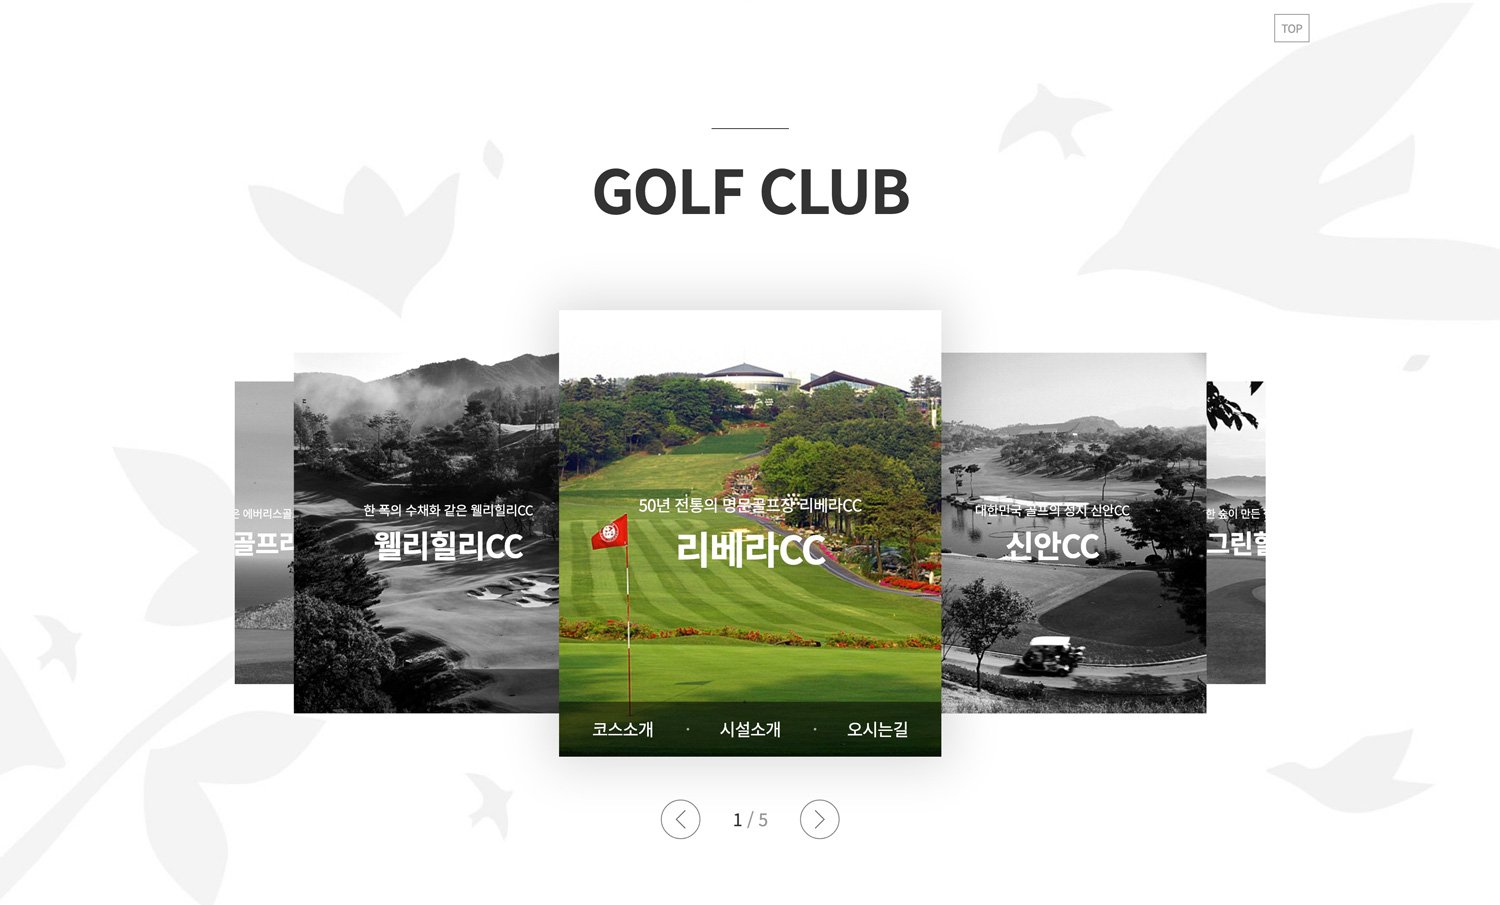 TOP
GOLF CLUB
에버리스골
골프리
한 폭의 수채화 같은 웰리힐리CC
웰리힐리CC
50년 전통의 명문골프장 리베라CC
리베라CC
코스소개 · 시설소개 · 오시는길
대한민국 골프의 성지 신안CC
신안CC
한 숲이 만든
그린힐
1 / 5